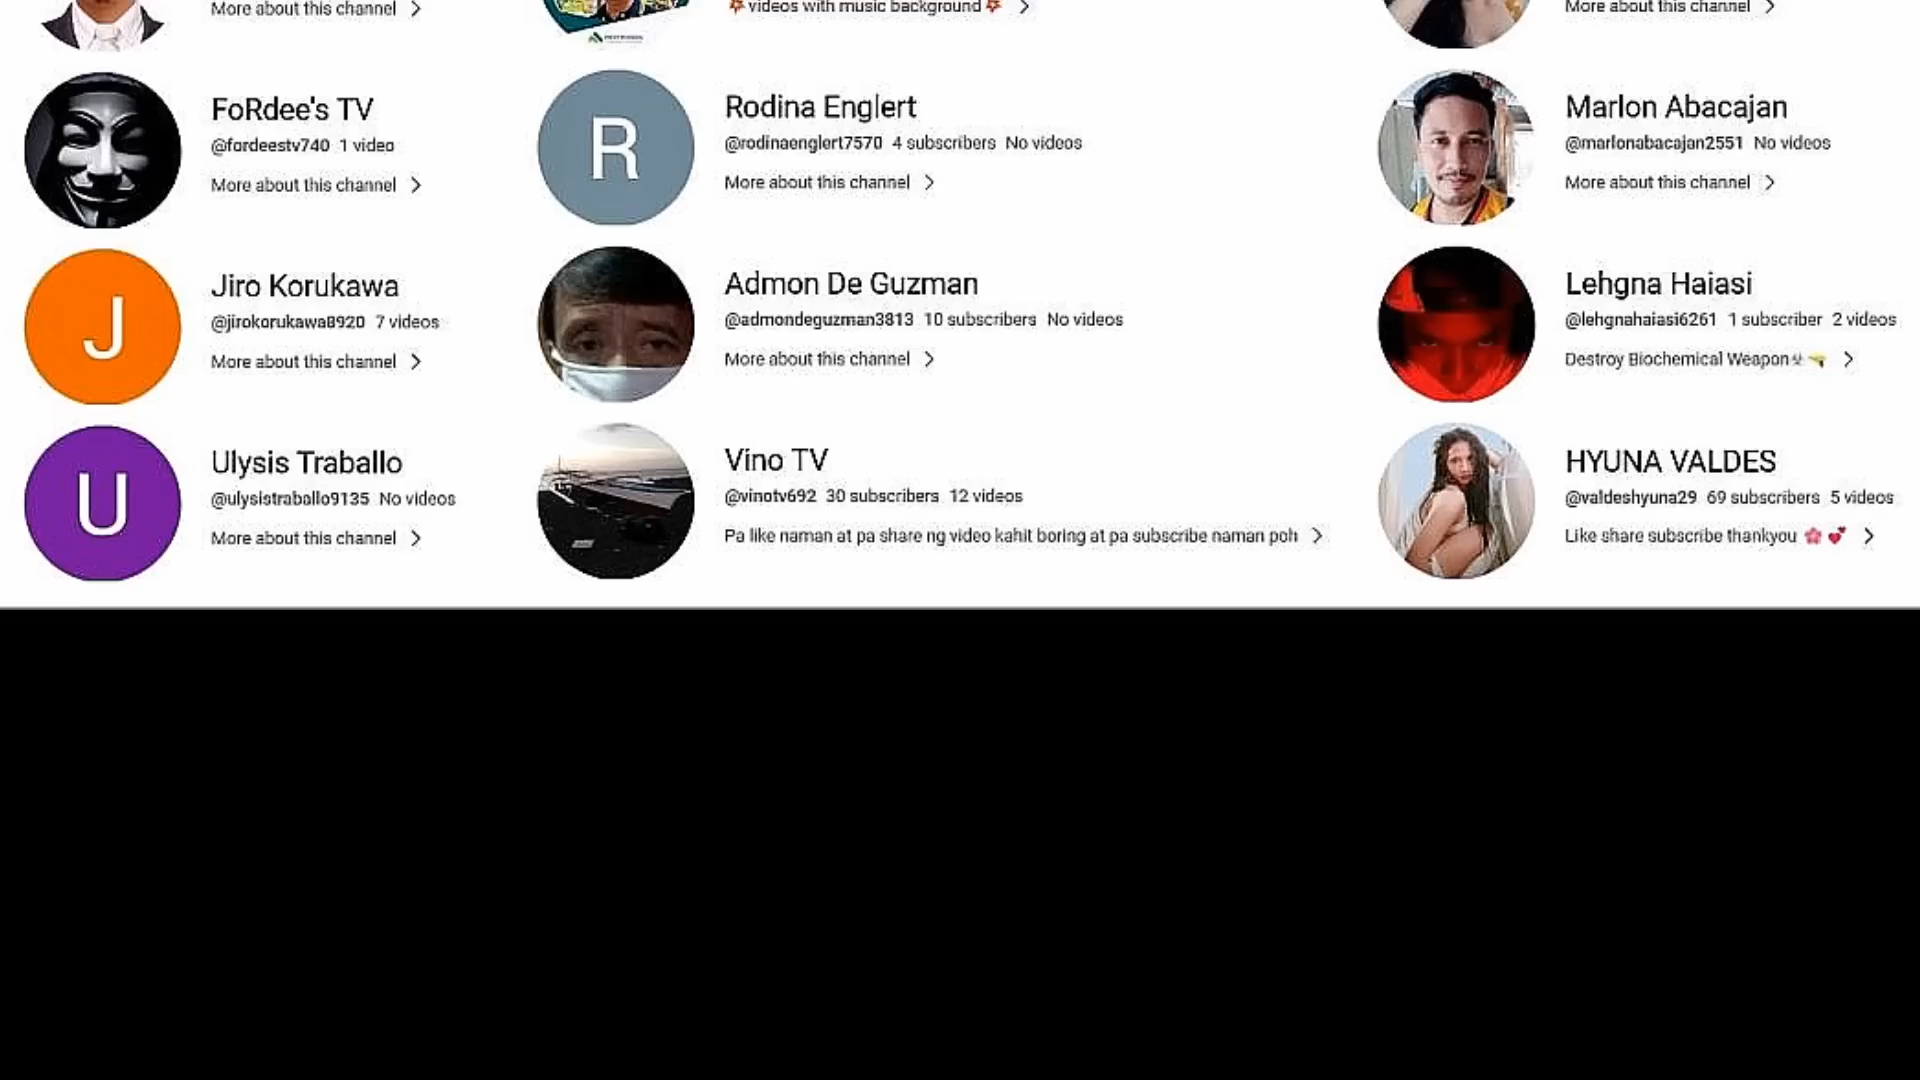 More about this channel
FoRdee's TV
@fordeestv740 1 video
More about this channel
J
Jiro Korukawa
@jirokorukawa8920 7 videos
More about this channel
U
Ulysis Traballo
@ulysistraballo9135 No videos
More about this channel
videos with music background
R
Rodina Englert
@rodinaenglert7570 4 subscribers No videos
More about this channel
Admon De Guzman
@admondeguzman3813 10 subscribers No videos
More about this channel
Vino TV
@vinotv692 30 subscribers 12 videos
Pa like naman at pa share ng video kahit boring at pa subscribe naman poh
More about this channel
Marlon Abacajan
@marlonabacajan2551 No videos
More about this channel
Lehgna Haiasi
@lehgnahaiasi6261 1 subscriber 2 videos
Destroy Biochemical Weapon☣🔫
HYUNA VALDES
@valdeshyuna29 69 subscribers 5 videos
Like share subscribe thankyou 🌸💕